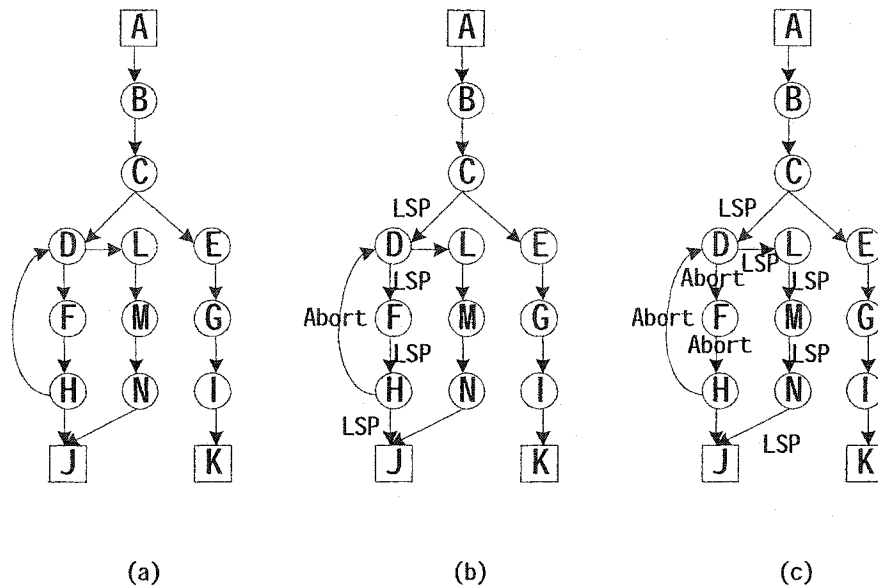 A A A
B B B
C C C
LSP LSP
D L E D L E D L E
LSP Abort LSP LSP
F M G Abort F M G Abort F M G
LSP Abort LSP
H N I H N I H N I
LSP LSP
J K J K J K
(a) (b) (c)